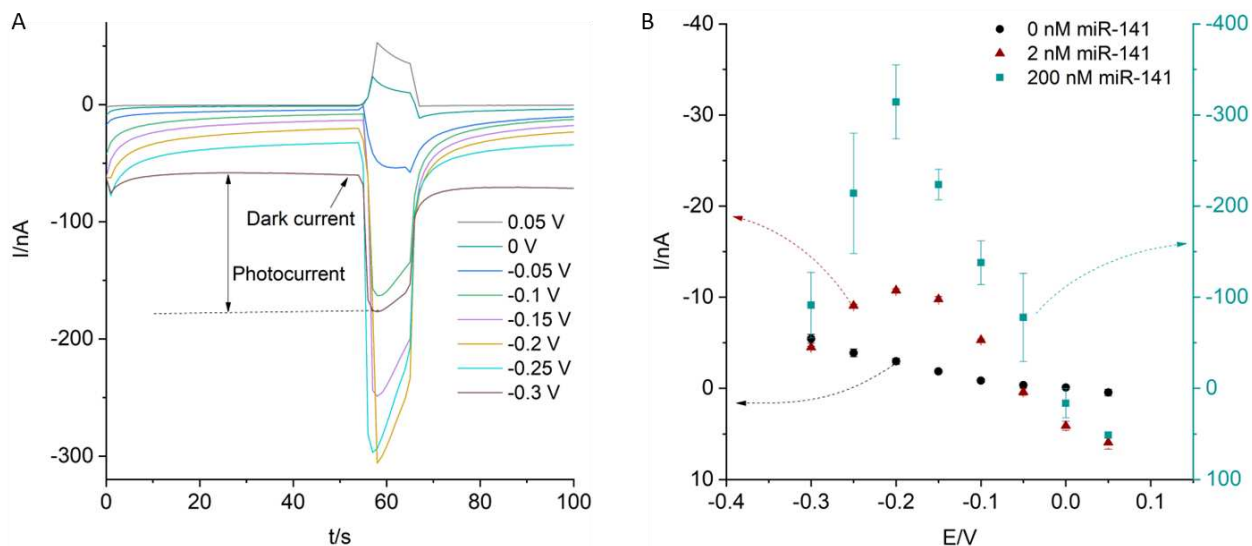 A
0
-100
-200
-300
I/nA
0
20
40
60
80
100
t/s
Dark current
Photocurrent
0.05 V
0 V
-0.05 V
-0.1 V
-0.15 V
-0.2 V
-0.25 V
-0.3 V
B
-40
-30
-20
-10
0
10
I/nA
-0.4
-0.3
-0.2
-0.1
0.0
0.1
E/V
0 nM miR-141
2 nM miR-141
200 nM miR-141
-400
-300
-200
-100
0
100